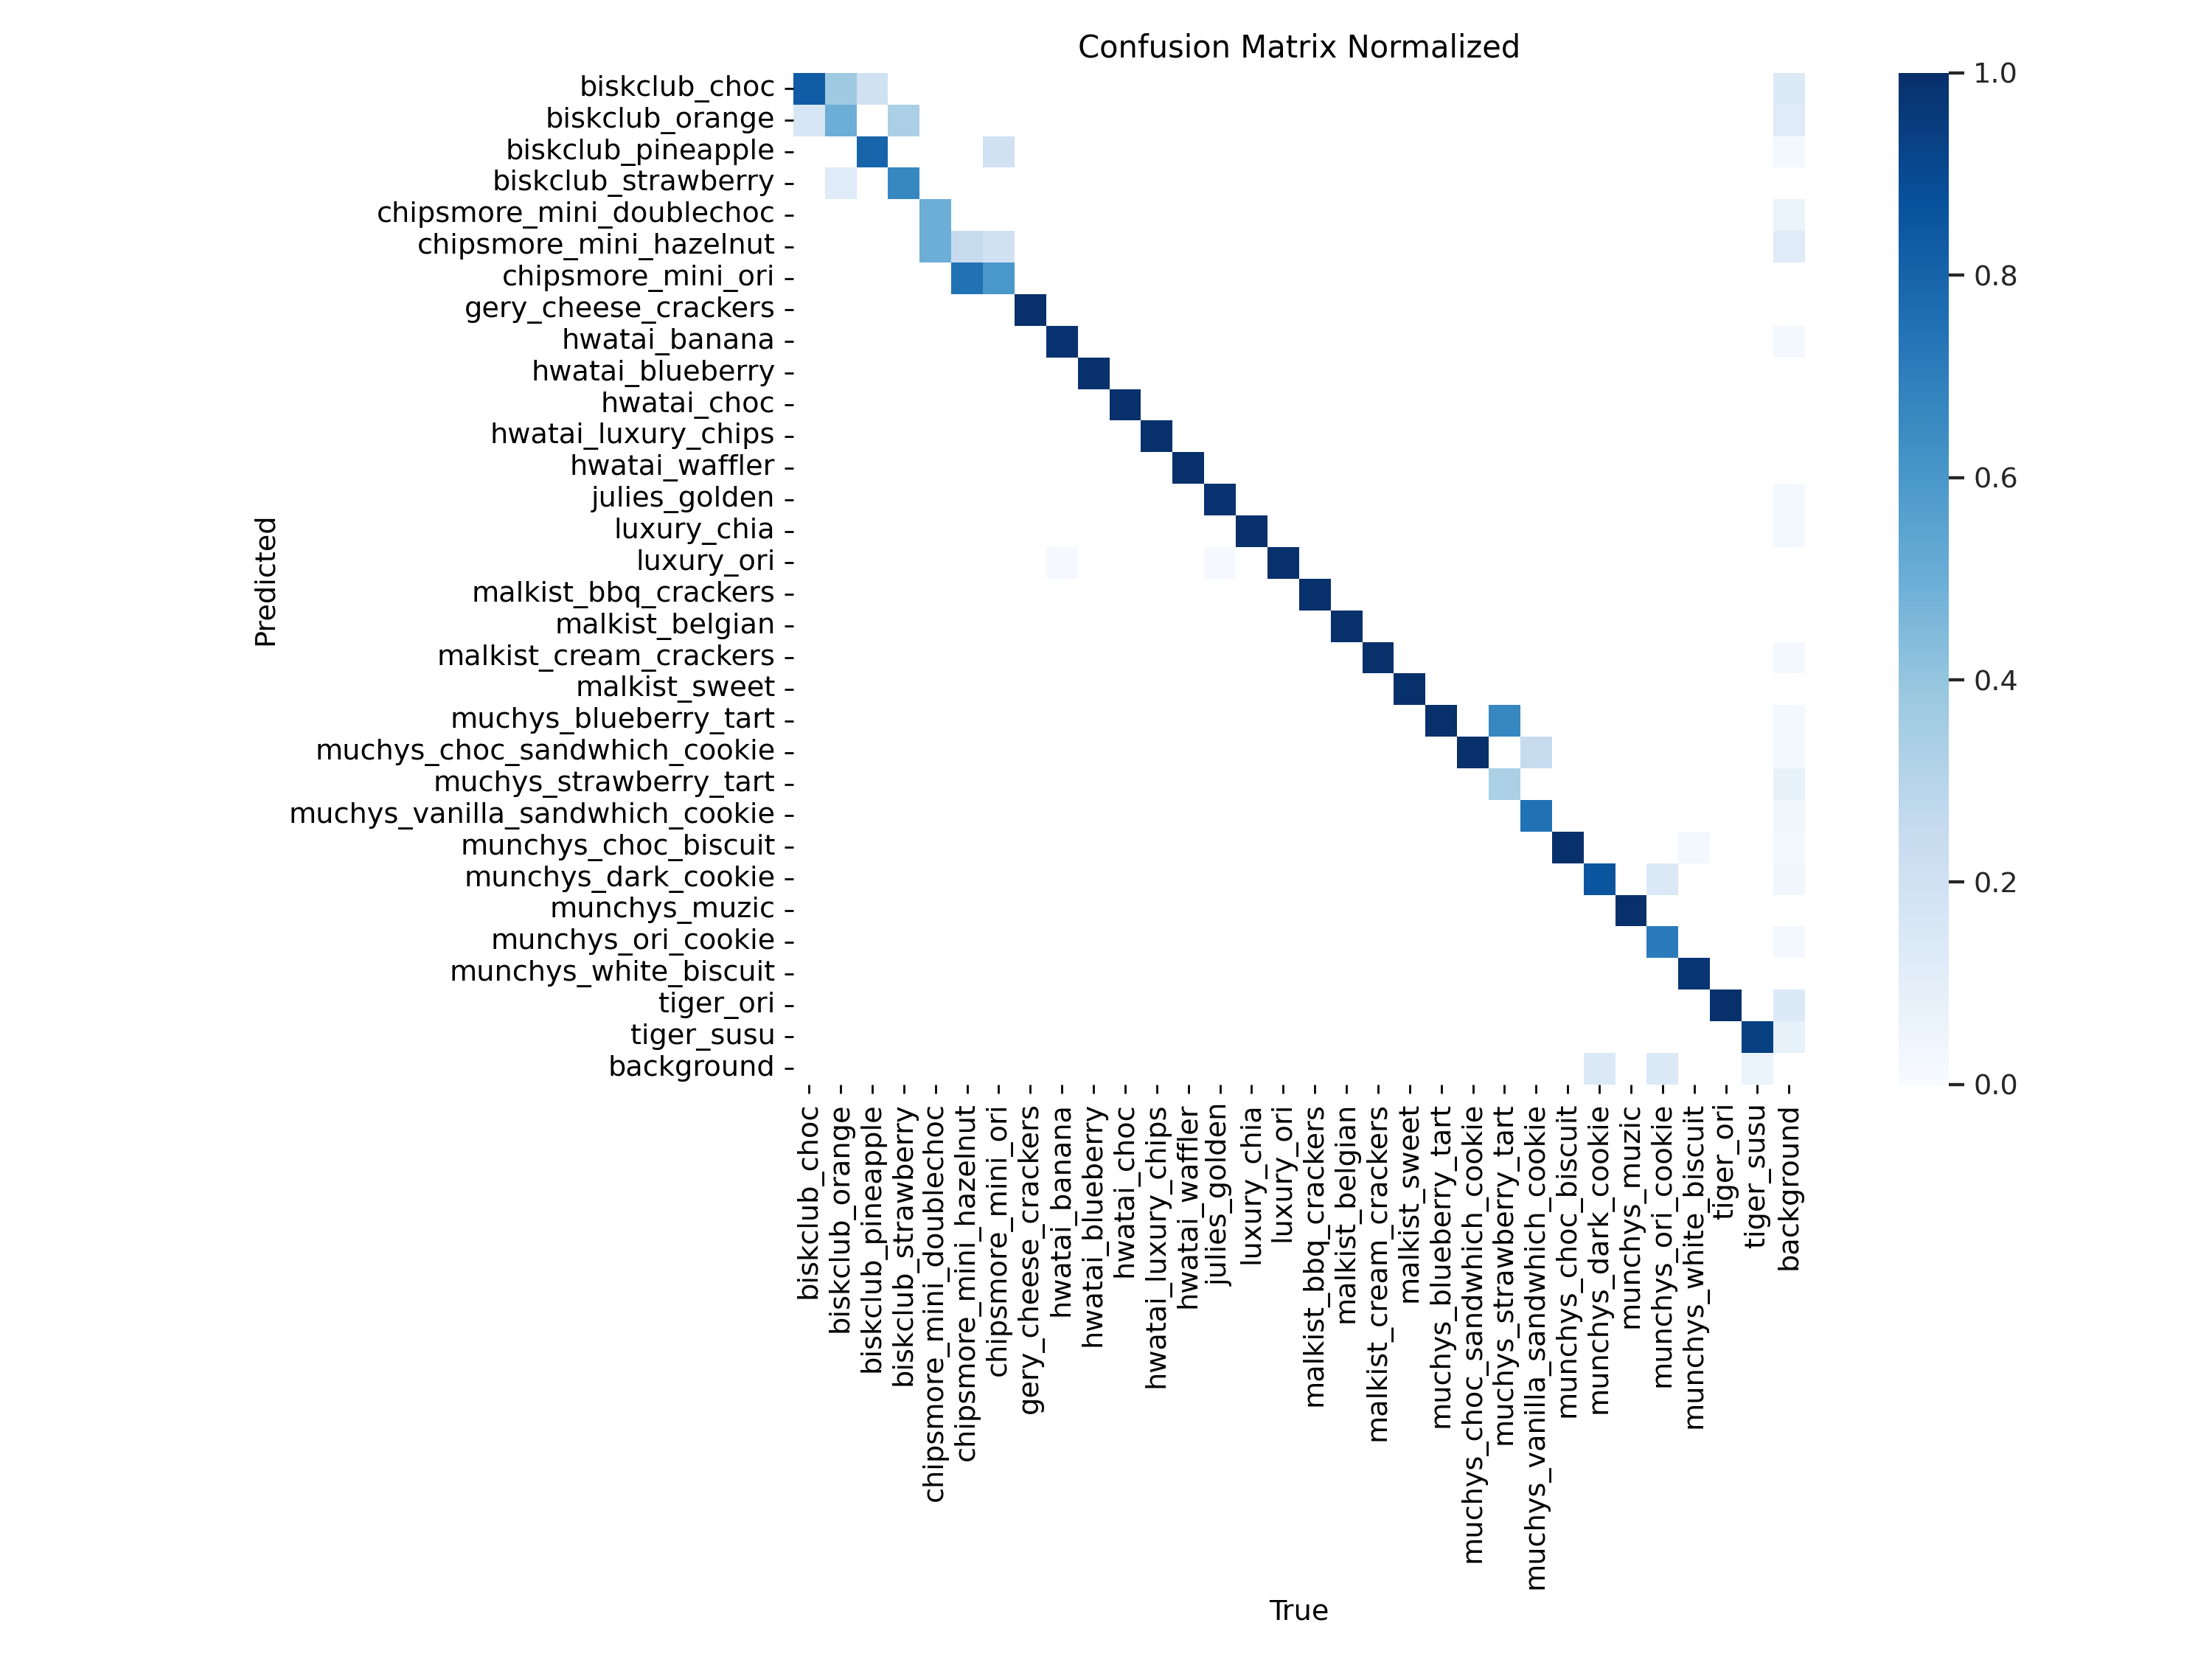 Confusion Matrix Normalized
Predicted
biskclub_choc
biskclub_orange
biskclub_pineapple
biskclub_strawberry
chipsmore_mini_doublechoc
chipsmore_mini_hazelnut
chipsmore_mini_ori
gery_cheese_crackers
hwatai_banana
hwatai_blueberry
hwatai_choc
hwatai_luxury_chips
hwatai_waffler
julies_golden
luxury_chia
luxury_ori
malkist_bbq_crackers
malkist_belgian
malkist_cream_crackers
malkist_sweet
muchys_blueberry_tart
muchys_choc_sandwhich_cookie
muchys_strawberry_tart
muchys_vanilla_sandwhich_cookie
munchys_choc_biscuit
munchys_dark_cookie
munchys_muzic
munchys_ori_cookie
munchys_white_biscuit
tiger_ori
tiger_susu
background
biskclub_choc
biskclub_orange
biskclub_pineapple
biskclub_strawberry
chipsmore_mini_doublechoc
chipsmore_mini_hazelnut
chipsmore_mini_ori
gery_cheese_crackers
hwatai_banana
hwatai_blueberry
hwatai_choc
hwatai_luxury_chips
hwatai_waffler
julies_golden
luxury_chia
luxury_ori
malkist_bbq_crackers
malkist_belgian
malkist_cream_crackers
malkist_sweet
muchys_blueberry_tart
muchys_choc_sandwhich_cookie
muchys_strawberry_tart
muchys_vanilla_sandwhich_cookie
munchys_choc_biscuit
munchys_dark_cookie
munchys_muzic
munchys_ori_cookie
munchys_white_biscuit
tiger_ori
tiger_susu
background
True
1.0
0.8
0.6
0.4
0.2
0.0